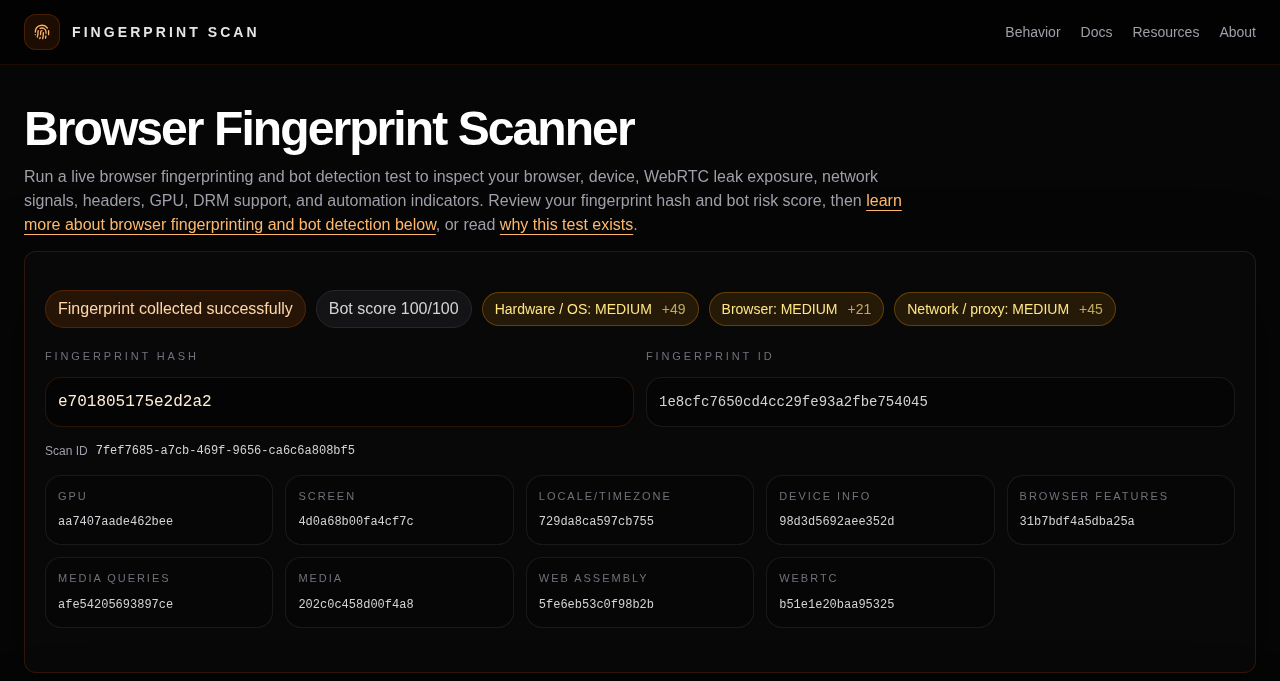 FINGERPRINT SCAN
Behavior Docs Resources About
Browser Fingerprint Scanner
Run a live browser fingerprinting and bot detection test to inspect your browser, device, WebRTC leak exposure, network
signals, headers, GPU, DRM support, and automation indicators. Review your fingerprint hash and bot risk score, then learn
more about browser fingerprinting and bot detection below, or read why this test exists.
Fingerprint collected successfully Bot score 100/100 Hardware / OS: MEDIUM +49 Browser: MEDIUM +21 Network / proxy: MEDIUM +45
FINGERPRINT HASH FINGERPRINT ID
e701805175e2d2a2 1e8cfc7650cd4cc29fe93a2fbe754045
Scan ID 7fef7685-a7cb-469f-9656-ca6c6a808bf5
GPU SCREEN LOCALE/TIMEZONE DEVICE INFO BROWSER FEATURES
aa7407aade462bee 4d0a68b00fa4cf7c 729da8ca597cb755 98d3d5692aee352d 31b7bdf4a5dba25a
MEDIA QUERIES MEDIA WEB ASSEMBLY WEBRTC
afe54205693897ce 202c0c458d00f4a8 5fe6eb53c0f98b2b b51e1e20baa95325